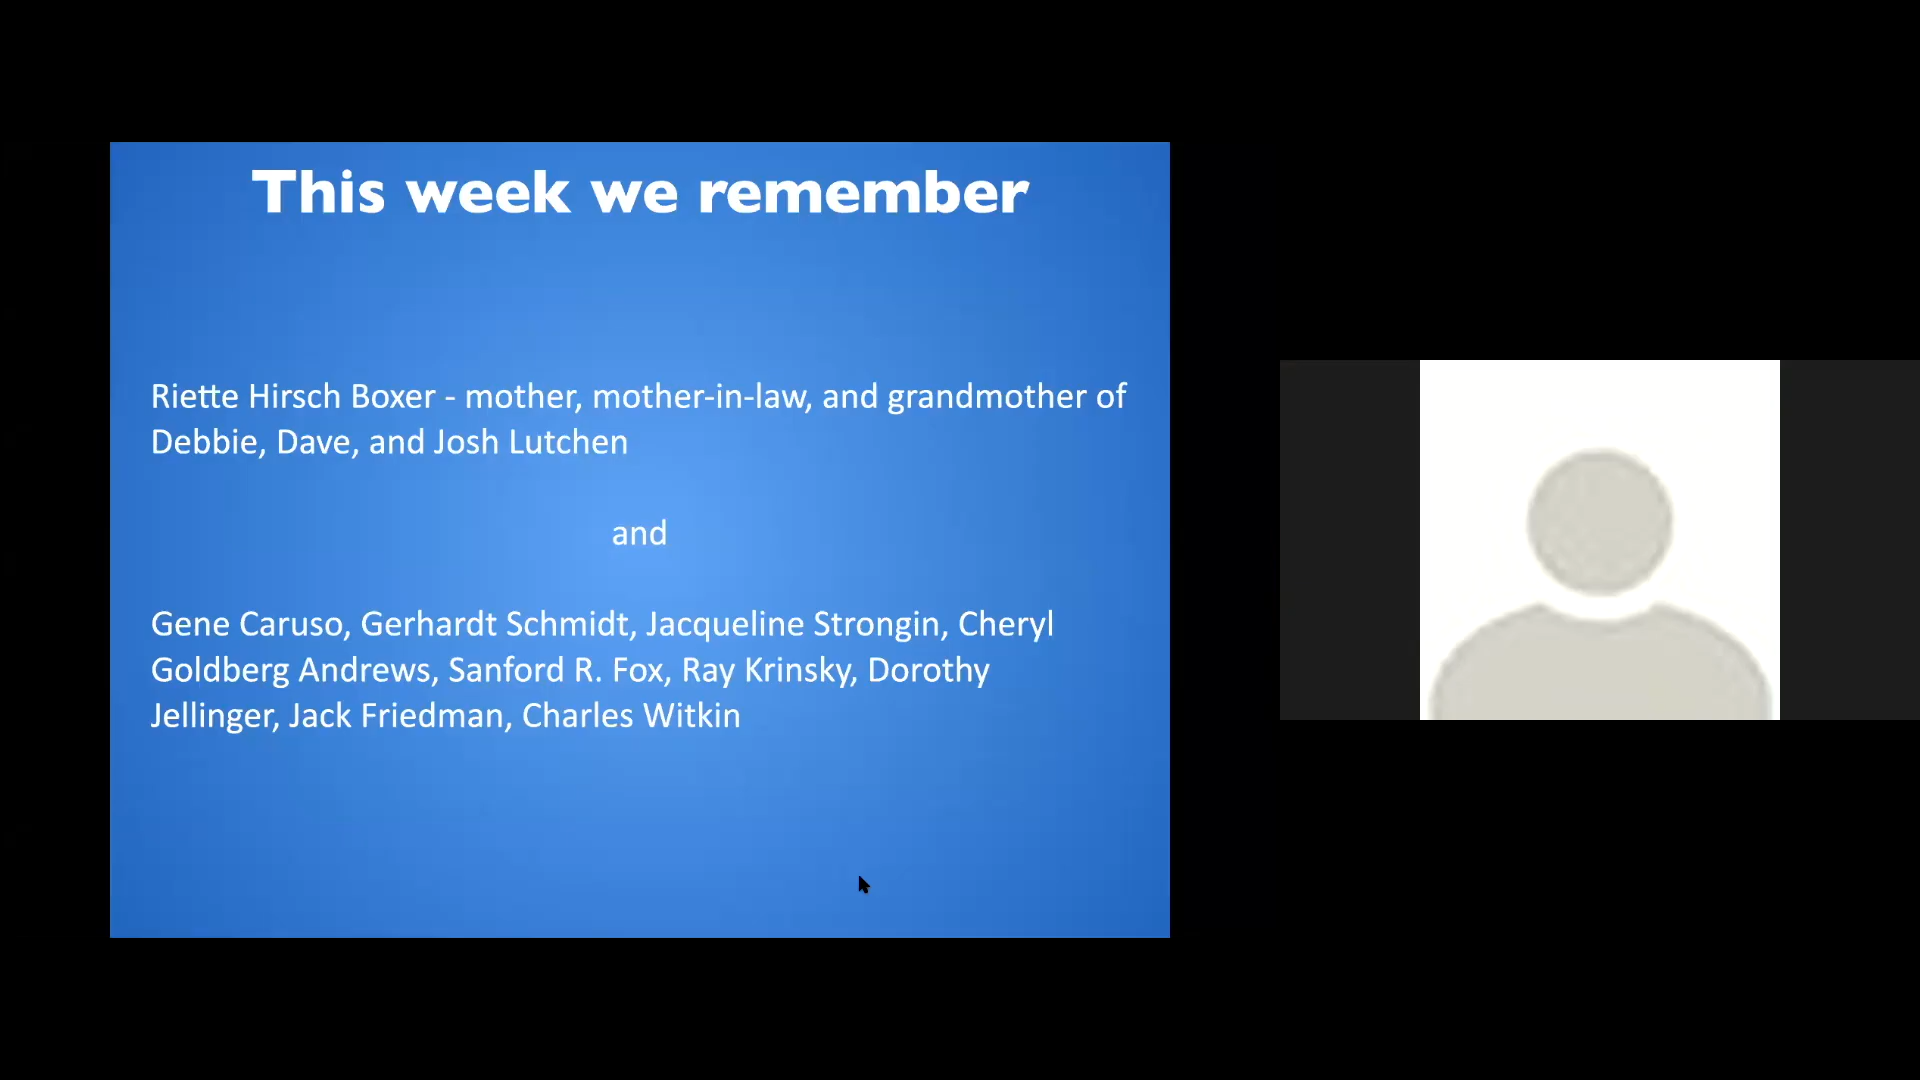 This week we remember
Riette Hirsch Boxer - mother, mother-in-law, and grandmother of
Debbie, Dave, and Josh Lutchen
and
Gene Caruso, Gerhardt Schmidt, Jacqueline Strongin, Cheryl
Goldberg Andrews, Sanford R. Fox, Ray Krinsky, Dorothy
Jellinger, Jack Friedman, Charles Witkin